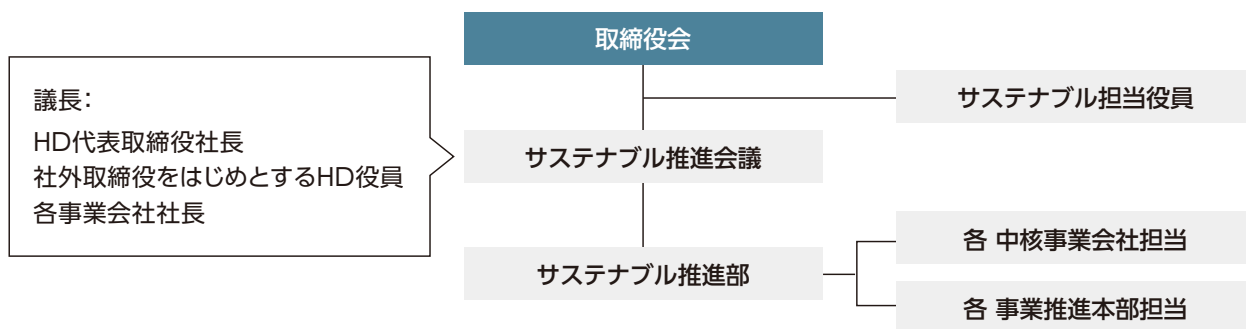 取締役会
サステナブル担当役員
議長：
HD代表取締役社長
社外取締役をはじめとするHD役員
各事業会社社長
サステナブル推進会議
サステナブル推進部
各 中核事業会社担当
各 事業推進本部担当